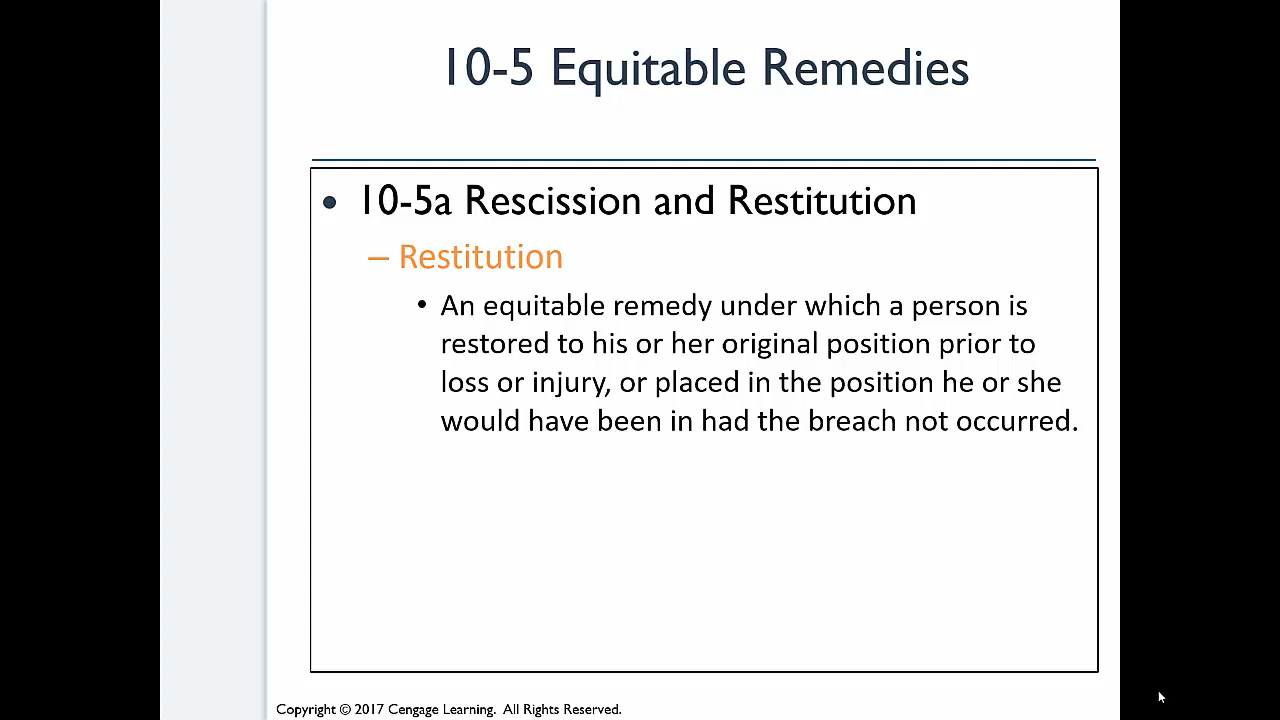 10-5 Equitable Remedies
• 10-5a Rescission and Restitution
– Restitution
• An equitable remedy under which a person is
restored to his or her original position prior to
loss or injury, or placed in the position he or she
would have been in had the breach not occurred.
Copyright © 2017 Cengage Learning. All Rights Reserved.